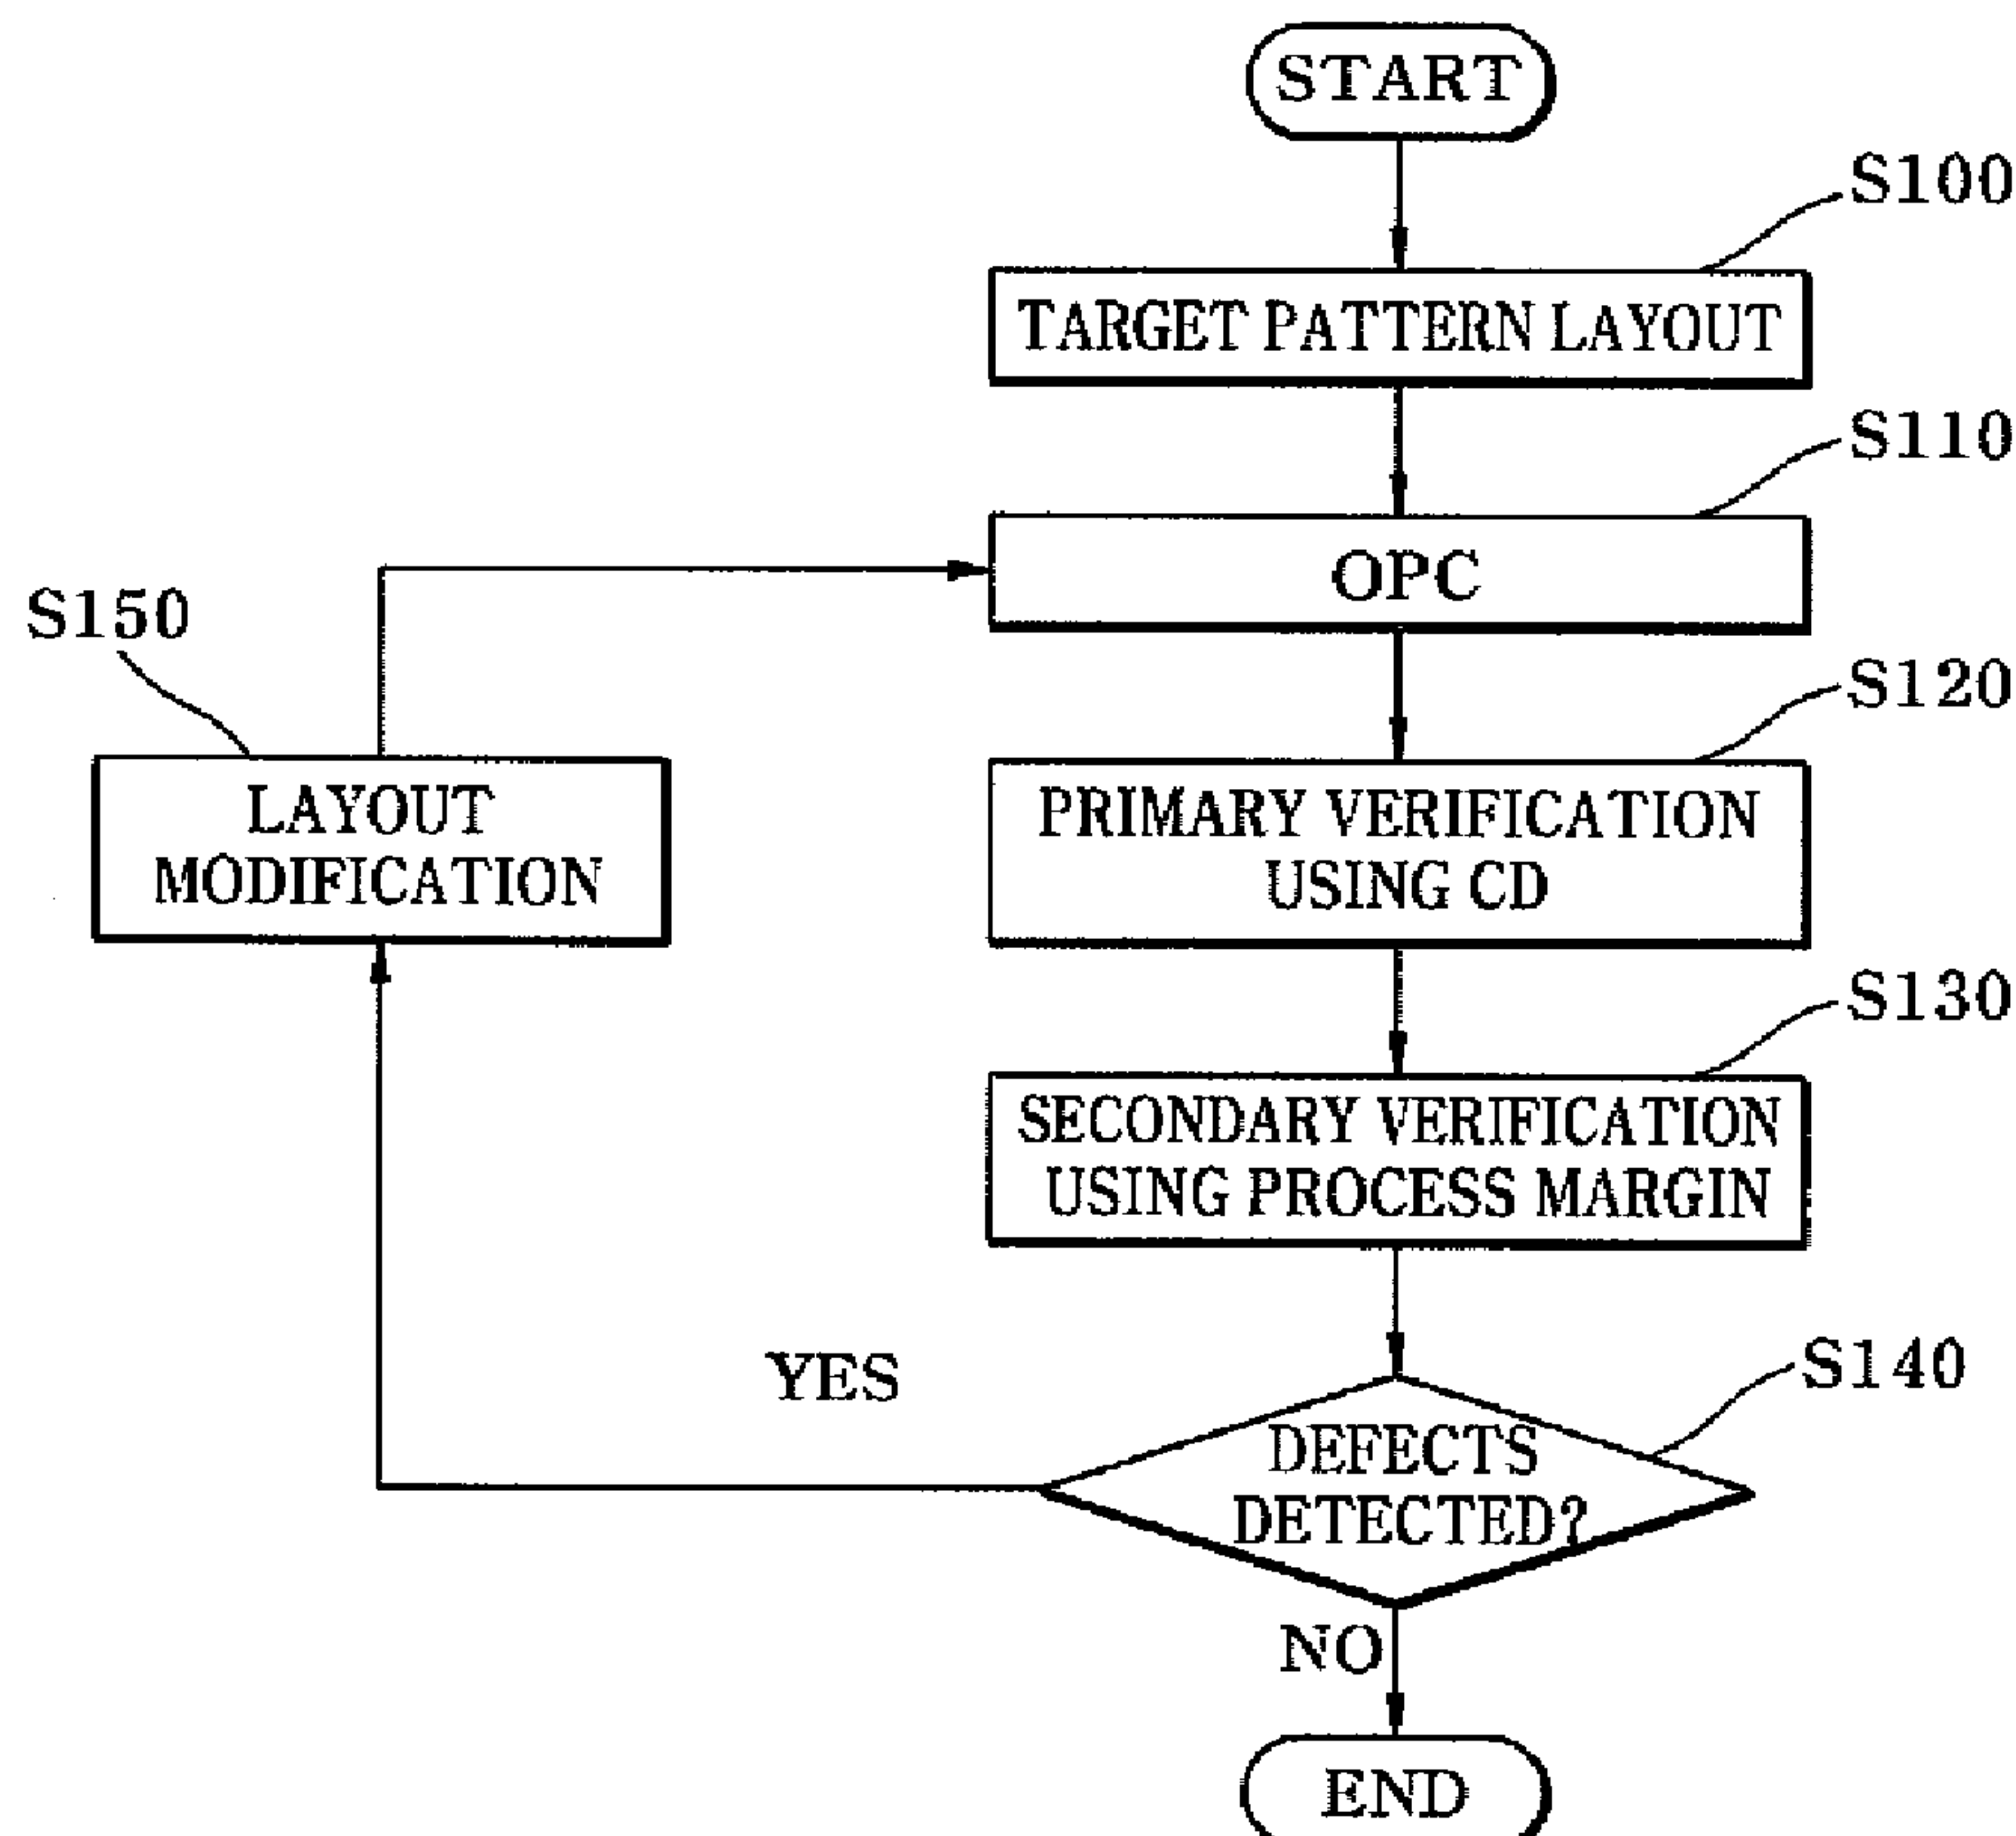 START
S100
TARGET PATTERN LAYOUT
S110
OPC
S150
S120
LAYOUT
MODIFICATION
PRIMARY VERIFICATION
USING CD
S130
SECONDARY VERIFICATION
USING PROCESS MARGIN
YES
S140
DEFECTS
DETECTED?
NO
END